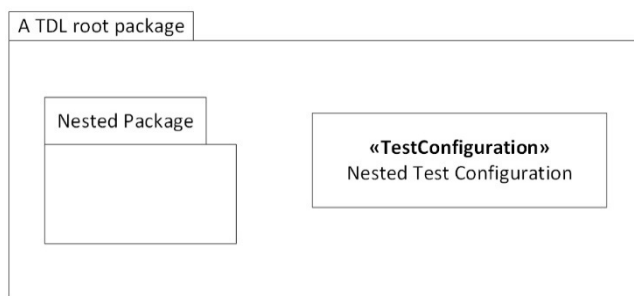 A TDL root package
Nested Package
«TestConfiguration»
Nested Test Configuration